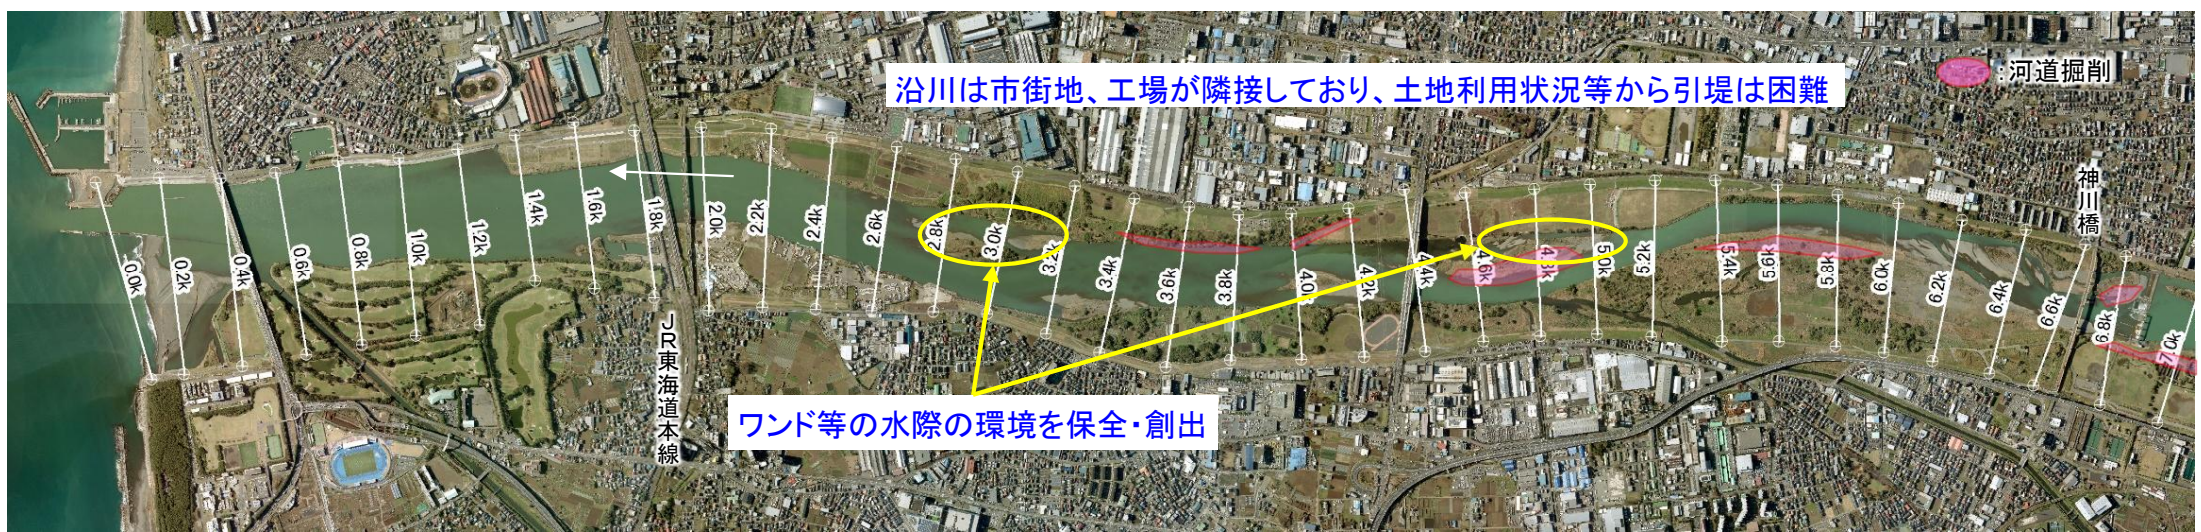 沿川は市街地、工場が隣接しており、土地利用状況等から引堤は困難
:河道掘削
神川橋
JR東海道本線
0.0k
0.2k
0.4k
0.6k
0.8k
1.0k
1.2k
1.4k
1.6k
1.8k
2.0k
2.2k
2.4k
2.6k
2.8k
3.0k
3.2k
3.4k
3.6k
3.8k
4.0k
4.2k
4.4k
4.6k
4.8k
5.0k
5.2k
5.4k
5.6k
5.8k
6.0k
6.2k
6.4k
6.6k
6.8k
7.0k
ワンド等の水際の環境を保全・創出